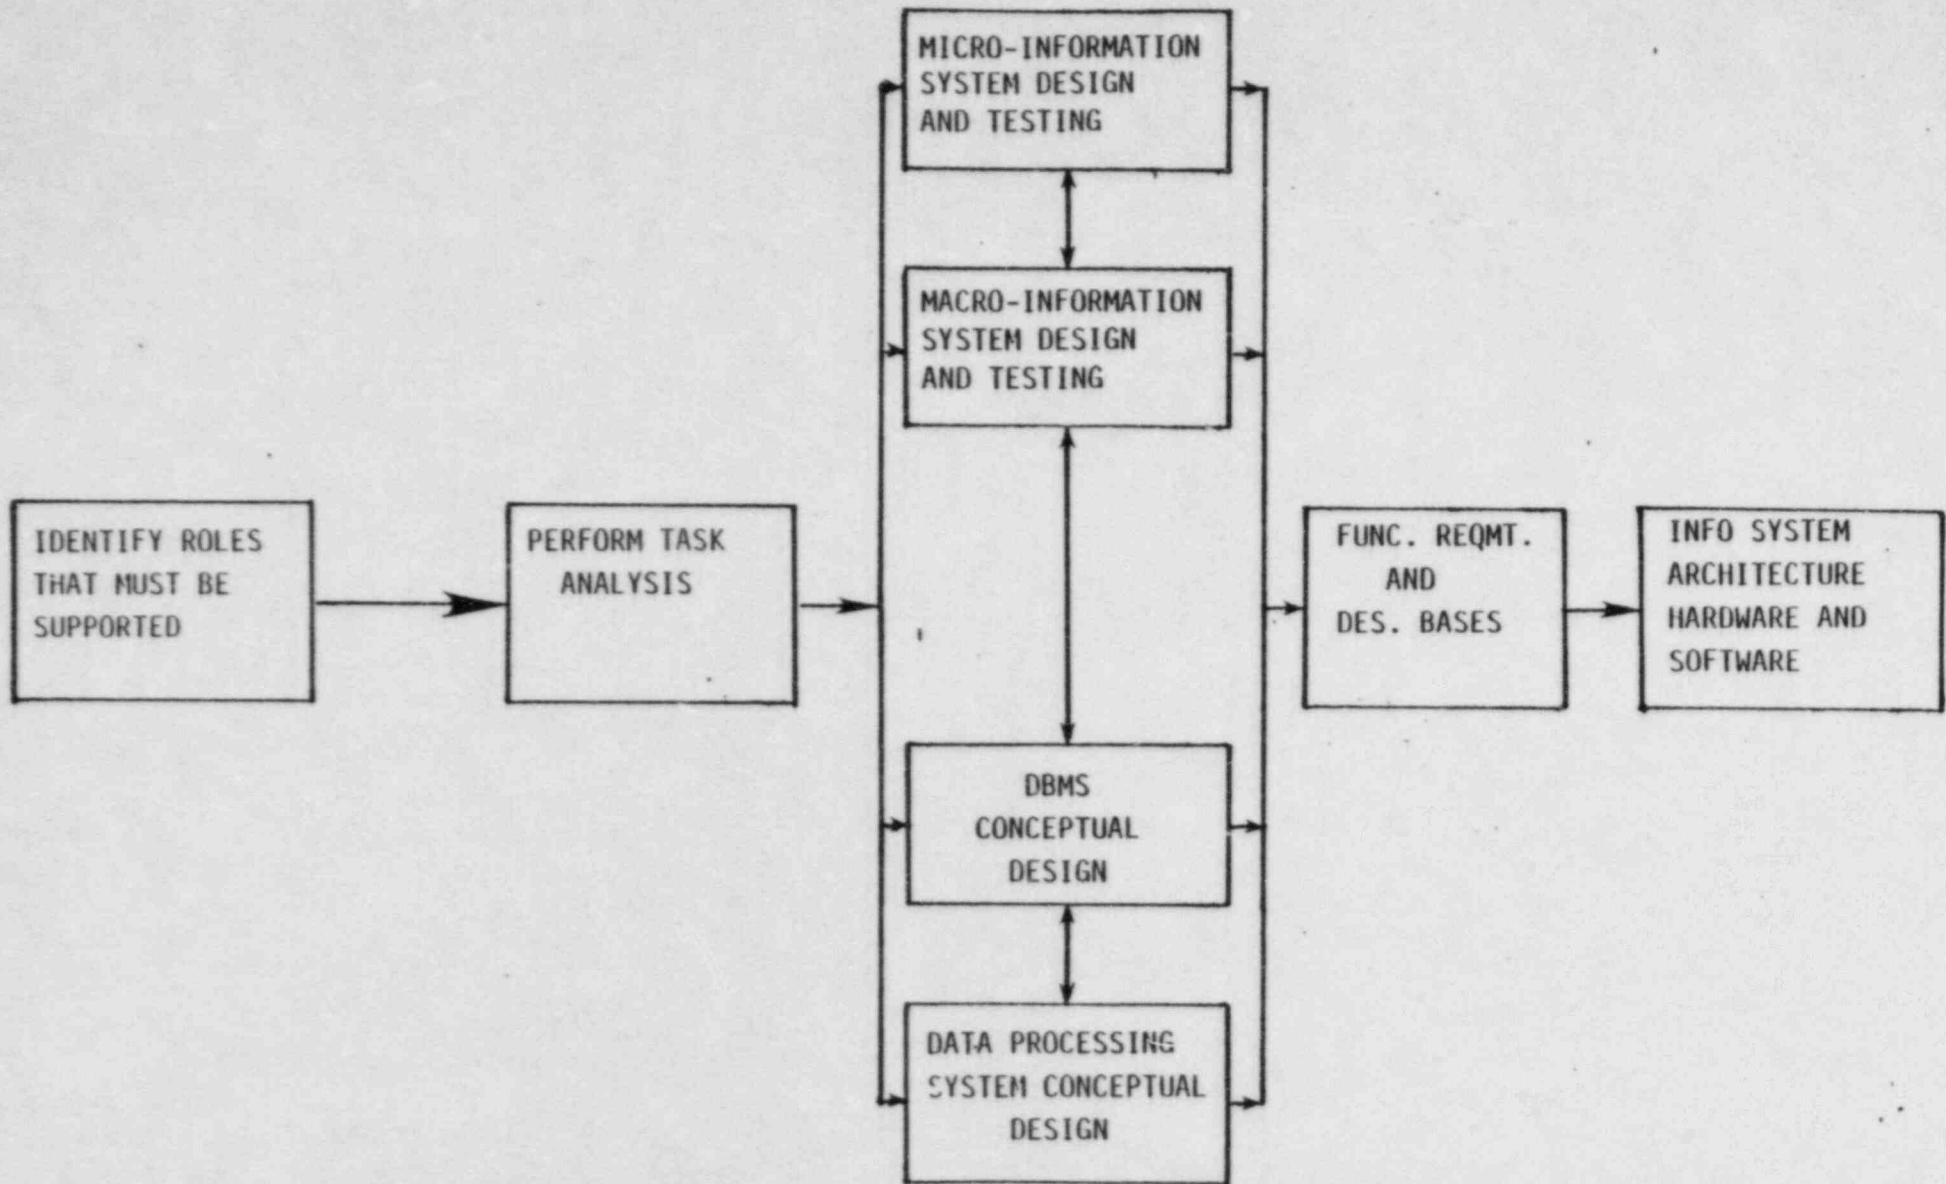 IDENTIFY ROLES
THAT MUST BE
SUPPORTED
PERFORM TASK
ANALYSIS
MICRO-INFORMATION
SYSTEM DESIGN
AND TESTING
MACRO-INFORMATION
SYSTEM DESIGN
AND TESTING
DBMS
CONCEPTUAL
DESIGN
DATA PROCESSING
SYSTEM CONCEPTUAL
DESIGN
FUNC. REQMT.
AND
DES. BASES
INFO SYSTEM
ARCHITECTURE
HARDWARE AND
SOFTWARE